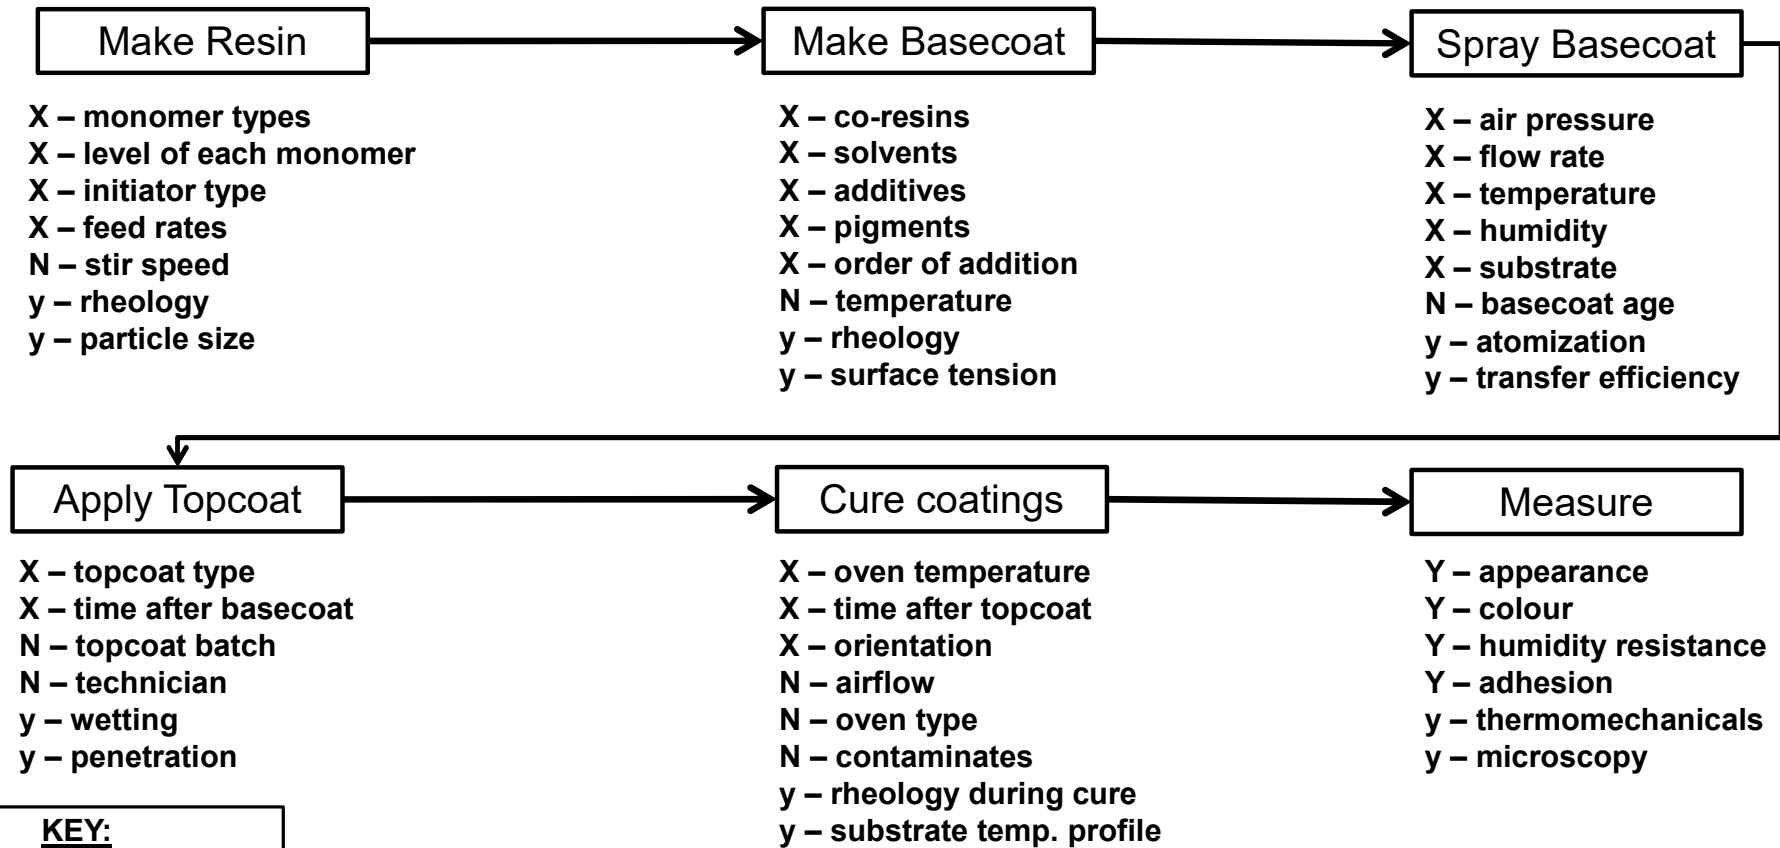 Make Resin
X – monomer types
X – level of each monomer
X – initiator type
X – feed rates
N – stir speed
y – rheology
y – particle size
Make Basecoat
X – co-resins
X – solvents
X – additives
X – pigments
X – order of addition
N – temperature
y – rheology
y – surface tension
Spray Basecoat
X – air pressure
X – flow rate
X – temperature
X – humidity
X – substrate
N – basecoat age
y – atomization
y – transfer efficiency
Apply Topcoat
X – topcoat type
X – time after basecoat
N – topcoat batch
N – technician
y – wetting
y – penetration
Cure coatings
X – oven temperature
X – time after topcoat
X – orientation
N – airflow
N – oven type
N – contaminates
y – rheology during cure
y – substrate temp. profile
Measure
Y – appearance
Y – colour
Y – humidity resistance
Y – adhesion
y – thermomechanicals
y – microscopy
KEY: